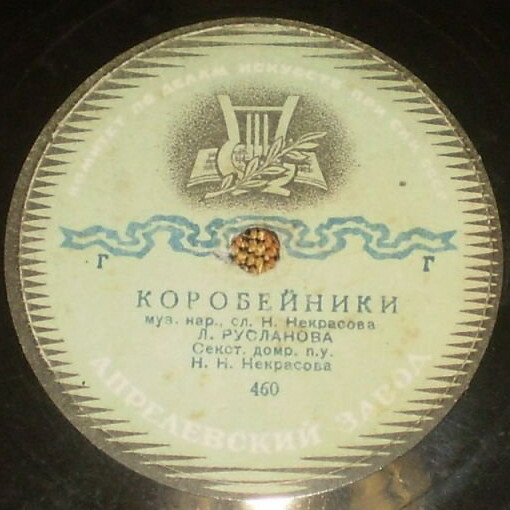 КОМИТЕТ ПО ДЕЛАМ ИСКУССТВ ПРИ СНК СССР
Г Г
КОРОБЕЙНИКИ
муз. нар., сл. Н. Некрасова
Л. РУСЛАНОВА
Секст. домр. п.у.
Н. Н. Некрасова
460
АПРЕЛЕВСКИЙ ЗАВОД